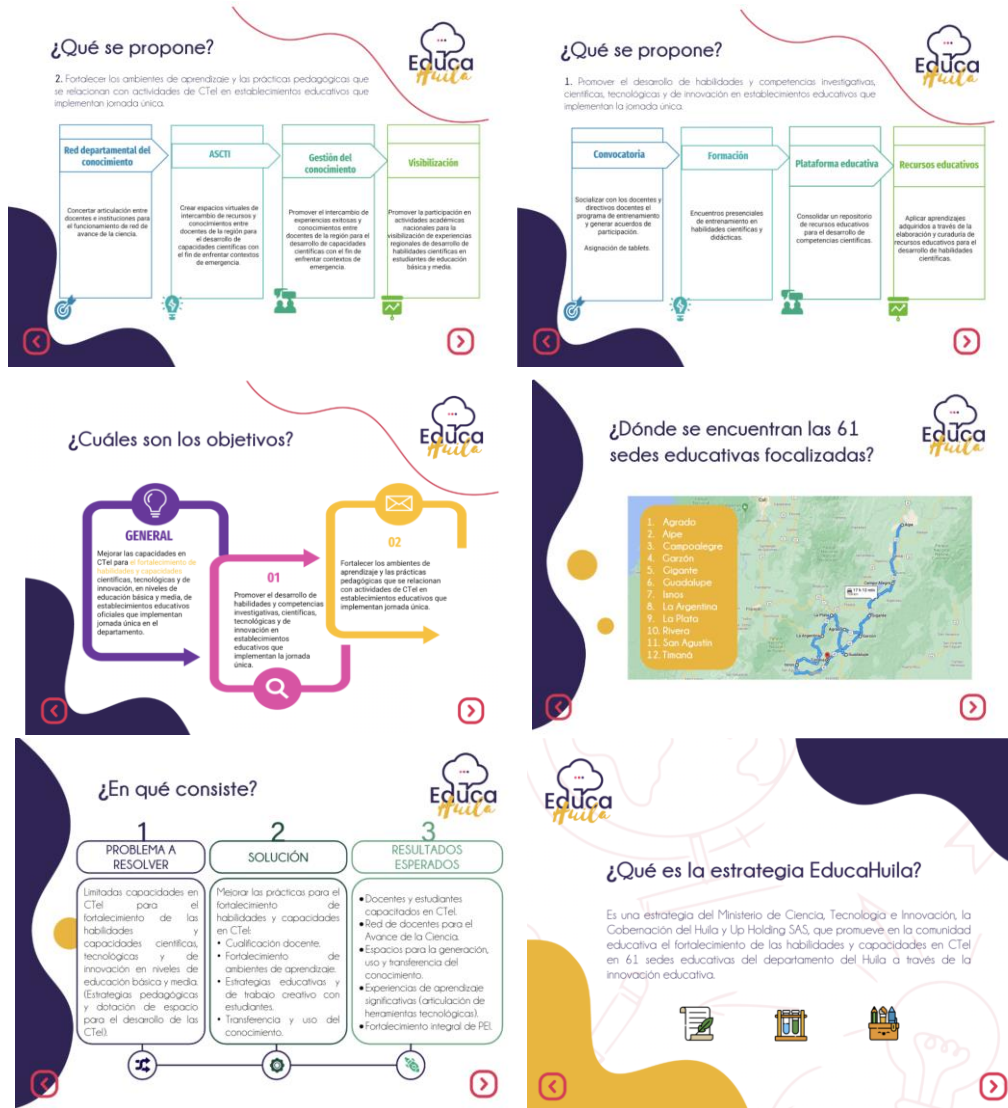 ¿Qué se propone?
Educa
Huila
2. Fortalecer los ambientes de aprendizaje y las prácticas pedagógicas que
se relacionan con actividades de CTeI en establecimientos educativos que
implementan jornada única.
Red departamental del
conocimiento
Concertar articulación entre
docentes e instituciones para
el funcionamiento de red de
avance de la ciencia.
ASCTI
Crear espacios virtuales de
intercambio de recursos y
conocimientos entre
docentes de la región para
el desarrollo de
capacidades científicas con
el fin de enfrentar contextos
de emergencia.
Gestión del
conocimiento
Promover el intercambio de
experiencias exitosas y
conocimientos entre
docentes de la región para el
desarrollo de capacidades
científicas con el fin de
enfrentar contextos de
emergencia.
Visibilización
Promover la participación en
actividades académicas
nacionales para la
visibilización de experiencias
regionales de desarrollo de
habilidades científicas en
estudiantes de educación
básica y media.
¿Qué se propone?
Educa
Huila
1. Promover el desarollo de habilidades y competencias investigativas,
científicas, tecnológicas y de innovación en establecimientos educativos que
implementan la jornada única.
Convocatoria
Socializar con los docentes y
directivos docentes el
programa de entrenamiento
y generar acuerdos de
participación.
Asignación de tablets.
Formación
Encuentros presenciales
de entrenamiento en
habilidades científicas y
didácticas.
Plataforma educativa
Consolidar un repositorio
de recursos educativos
para el desarrollo de
competencias científicas.
Recursos educativos
Aplicar aprendizajes
adquiridos a través de la
elaboración y curaduría de
recursos educativos para el
desarrollo de habilidades
científicas.
¿Cuáles son los objetivos?
Educa
Huila
GENERAL
Mejorar las capacidades en
CTeI para el fortalecimiento de
habilidades y capacidades
científicas, tecnológicas y de
innovación, en niveles de
educación básica y media, de
establecimientos educativos
oficiales que implementan
jornada única en el
departamento.
01
Promover el desarrollo de
habilidades y competencias
investigativas, científicas,
tecnológicas y de
innovación en
establecimientos
educativos que
implementan la jornada
única.
02
Fortalecer los ambientes de
aprendizaje y las prácticas
pedagógicas que se relacionan
con actividades de CTeI en
establecimientos educativos que
implementan jornada única.
¿Dónde se encuentran las 61
sedes educativas focalizadas?
Educa
Huila
1. Agrado
2. Aipe
3. Campoalegre
4. Garzón
5. Gigante
6. Guadalupe
7. Isnos
8. La Argentina
9. La Plata
10. Rivera
11. San Agustín
12. Timaná
¿En qué consiste?
Educa
Huila
1
PROBLEMA A
RESOLVER
Limitadas capacidades en
CTeI para el
fortalecimiento de las
habilidades y
capacidades científicas,
tecnológicas y de
innovación en niveles de
educación básica y media.
(Estrategias pedagógicas
y dotación de espacio
para el desarrollo de las
CTeI).
2
SOLUCIÓN
Mejorar las prácticas para el
fortalecimiento de
habilidades y capacidades
en CTeI:
• Cualificación docente.
• Fortalecimiento de
ambientes de aprendizaje.
• Estrategias educativas y
de trabajo creativo con
estudiantes.
• Transferencia y uso del
conocimiento.
3
RESULTADOS
ESPERADOS
• Docentes y estudiantes
capacitados en CTeI.
• Red de docentes para el
Avance de la Ciencia.
• Espacios para la generación,
uso y transferencia del
conocimiento.
• Experiencias de aprendizaje
significativas (articulación de
herramientas tecnológicas).
• Fortalecimiento integral de PEI.
Educa
Huila
¿Qué es la estrategia EducaHuila?
Es una estrategia del Ministerio de Ciencia, Tecnología e Innovación, la
Gobernación del Huila y Up Holding SAS, que promueve en la comunidad
educativa el fortalecimiento de las habilidades y capacidades en CTeI
en 61 sedes educativas del departamento del Huila a través de la
innovación educativa.